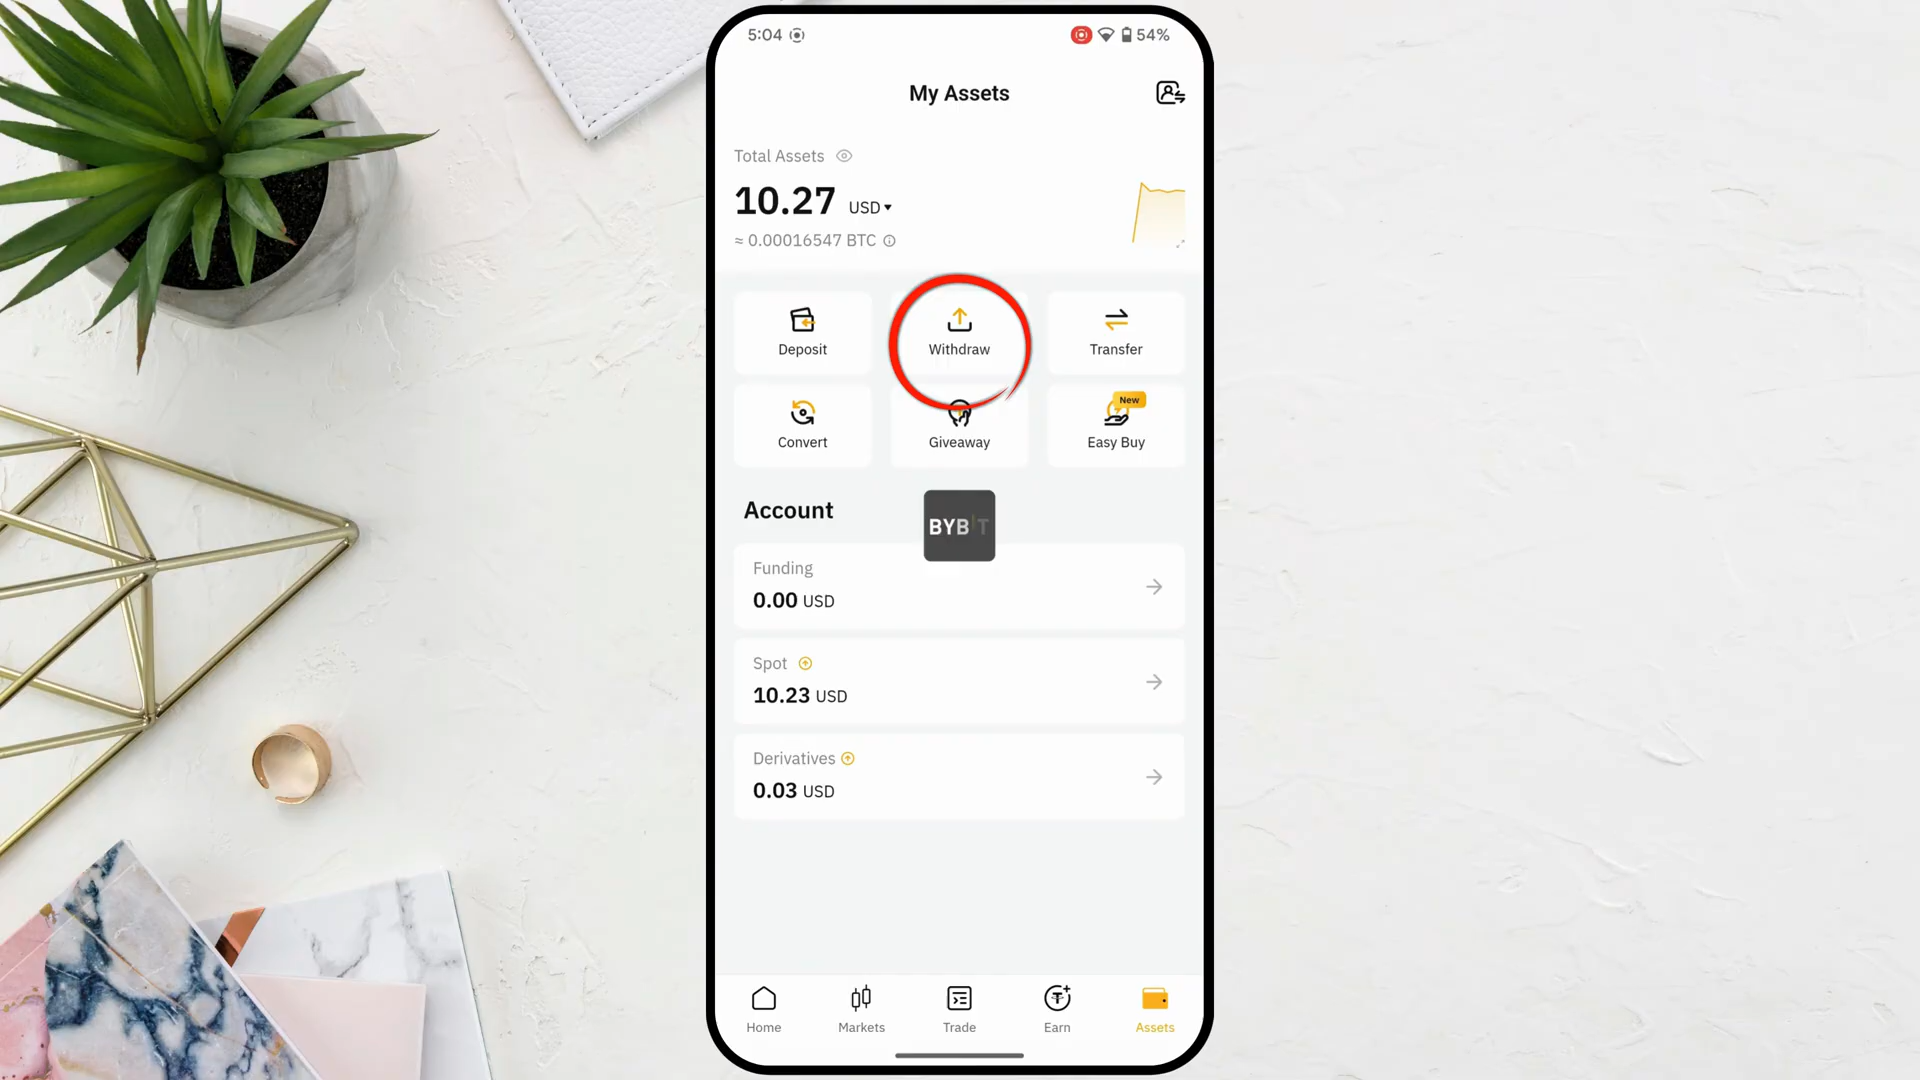 5:04
54%
My Assets
Total Assets
10.27 USD
≈ 0.00016547 BTC
Deposit
Withdraw
Transfer
Convert
Giveaway
New
Easy Buy
Account
BYBIT
Funding
0.00 USD
Spot
10.23 USD
Derivatives
0.03 USD
Home
Markets
Trade
Earn
Assets